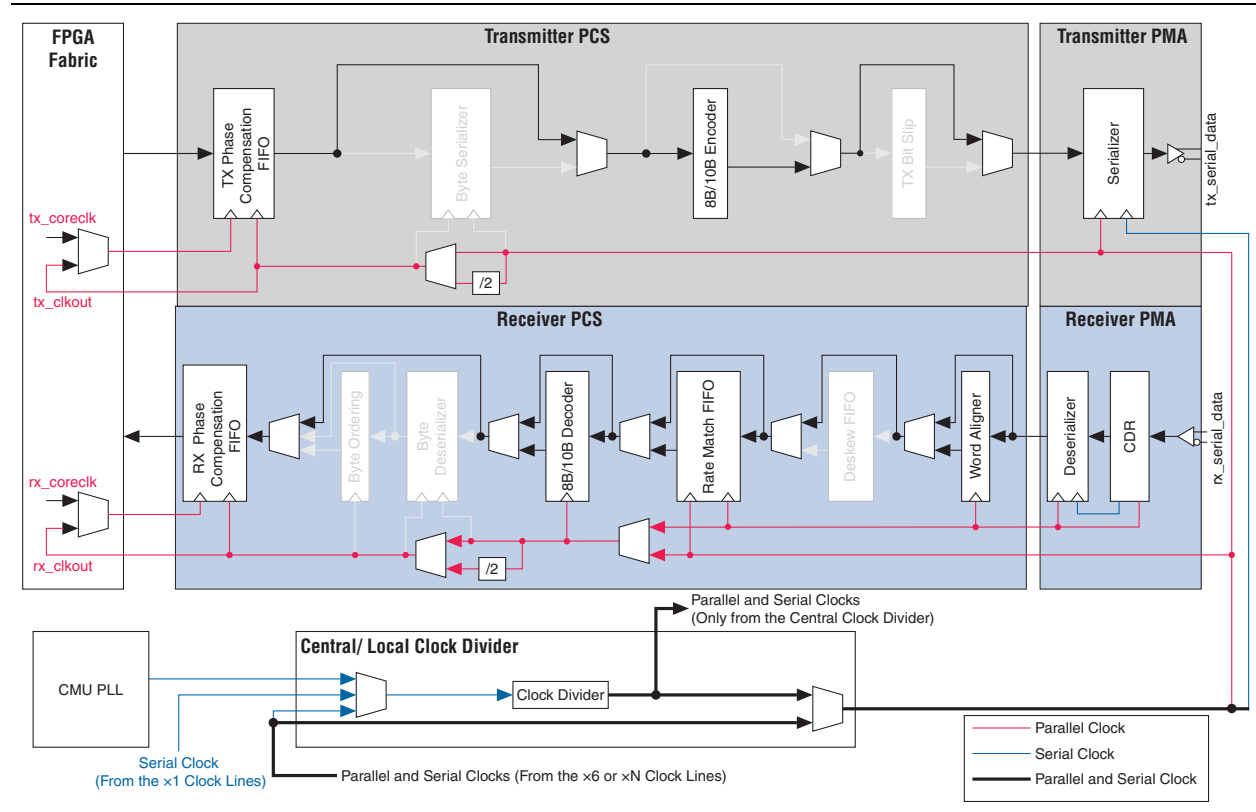 FPGA
Fabric
Transmitter PCS
Transmitter PMA
TX Phase
Compensation
FIFO
Byte Serializer
8B/10B Encoder
TX Bit Slip
Serializer
tx_serial_data
tx_coreclk
tx_clkout
/2
Receiver PCS
Receiver PMA
RX Phase
Compensation
FIFO
Byte Ordering
Byte
Deserializer
8B/10B Decoder
Rate Match FIFO
Deskew FIFO
Word Aligner
Deserializer
CDR
rx_serial_data
rx_coreclk
rx_clkout
/2
Parallel and Serial Clocks
(Only from the Central Clock Divider)
Central/ Local Clock Divider
CMU PLL
Clock Divider
Serial Clock
(From the ×1 Clock Lines)
Parallel and Serial Clocks (From the ×6 or ×N Clock Lines)
Parallel Clock
Serial Clock
Parallel and Serial Clock